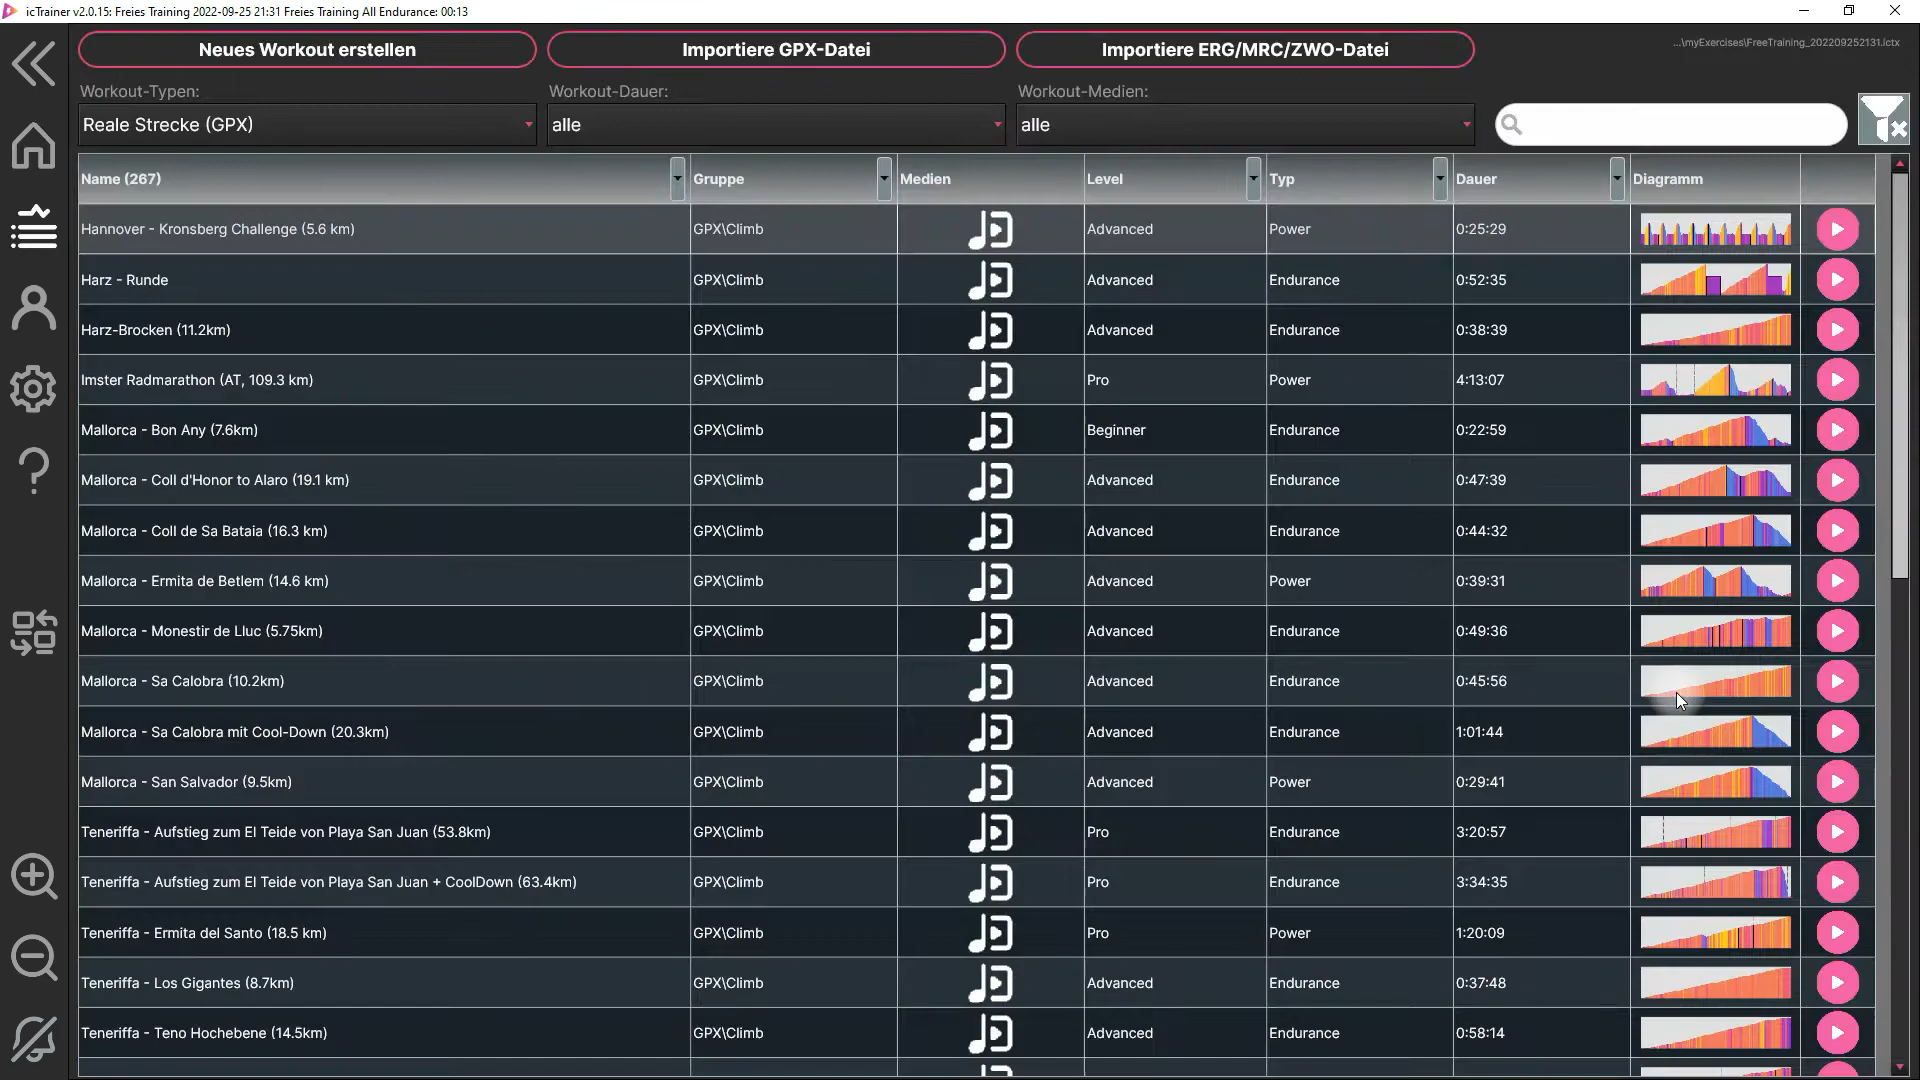 icTrainer v2.0.15: Freies Training 2022-09-25 21:31 Freies Training All Endurance: 00:13
Neues Workout erstellen
Importiere GPX-Datei
Importiere ERG/MRC/ZWO-Datei
...\myExercises\FreeTraining_202209252131.ictx
Workout-Typen:
Workout-Dauer:
Workout-Medien:
Reale Strecke (GPX)
alle
alle
Name (267) Gruppe Medien Level Typ Dauer Diagramm
Hannover - Kronsberg Challenge (5.6 km) GPX\Climb Advanced Power 0:25:29
Harz - Runde GPX\Climb Advanced Endurance 0:52:35
Harz-Brocken (11.2km) GPX\Climb Advanced Endurance 0:38:39
Imster Radmarathon (AT, 109.3 km) GPX\Climb Pro Power 4:13:07
Mallorca - Bon Any (7.6km) GPX\Climb Beginner Endurance 0:22:59
Mallorca - Coll d'Honor to Alaro (19.1 km) GPX\Climb Advanced Endurance 0:47:39
Mallorca - Coll de Sa Bataia (16.3 km) GPX\Climb Advanced Endurance 0:44:32
Mallorca - Ermita de Betlem (14.6 km) GPX\Climb Advanced Power 0:39:31
Mallorca - Monestir de Lluc (5.75km) GPX\Climb Advanced Endurance 0:49:36
Mallorca - Sa Calobra (10.2km) GPX\Climb Advanced Endurance 0:45:56
Mallorca - Sa Calobra mit Cool-Down (20.3km) GPX\Climb Advanced Endurance 1:01:44
Mallorca - San Salvador (9.5km) GPX\Climb Advanced Power 0:29:41
Teneriffa - Aufstieg zum El Teide von Playa San Juan (53.8km) GPX\Climb Pro Endurance 3:20:57
Teneriffa - Aufstieg zum El Teide von Playa San Juan + CoolDown (63.4km) GPX\Climb Pro Endurance 3:34:35
Teneriffa - Ermita del Santo (18.5 km) GPX\Climb Pro Power 1:20:09
Teneriffa - Los Gigantes (8.7km) GPX\Climb Advanced Endurance 0:37:48
Teneriffa - Teno Hochebene (14.5km) GPX\Climb Advanced Endurance 0:58:14